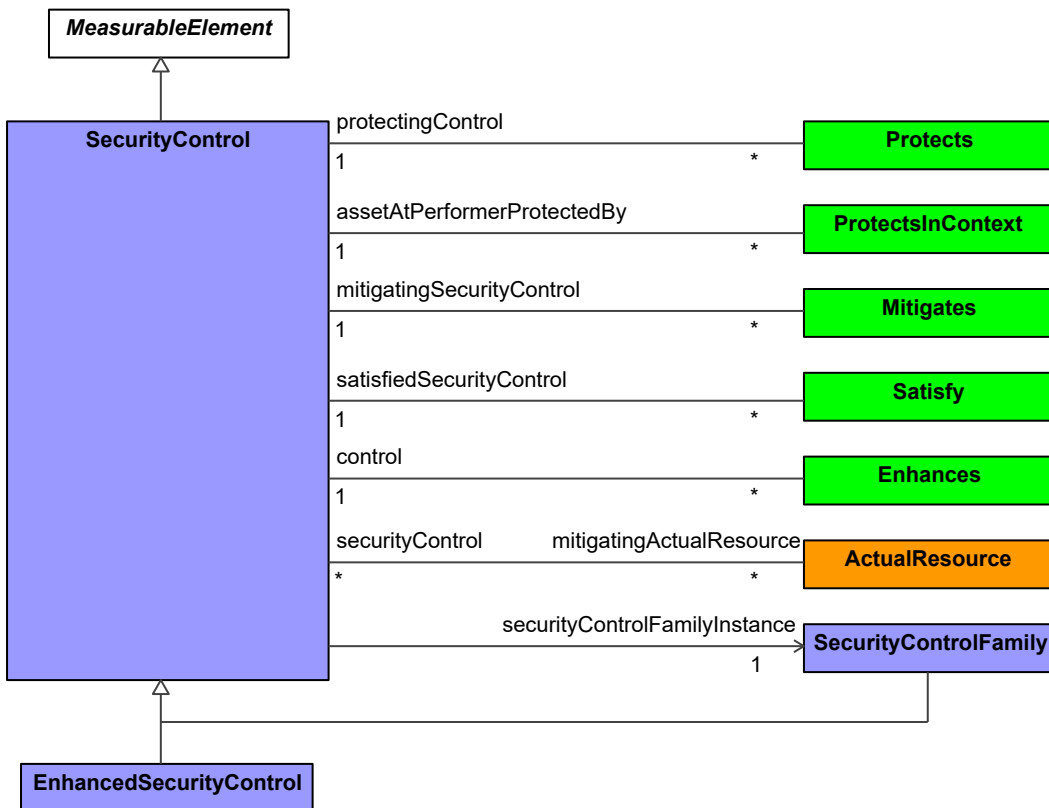 MeasurableElement
SecurityControl
protectingControl
1
*
Protects
assetAtPerformerProtectedBy
1
*
ProtectsInContext
mitigatingSecurityControl
1
*
Mitigates
satisfiedSecurityControl
1
*
Satisfy
control
1
*
Enhances
securityControl
mitigatingActualResource
*
*
ActualResource
securityControlFamilyInstance
1
SecurityControlFamily
EnhancedSecurityControl